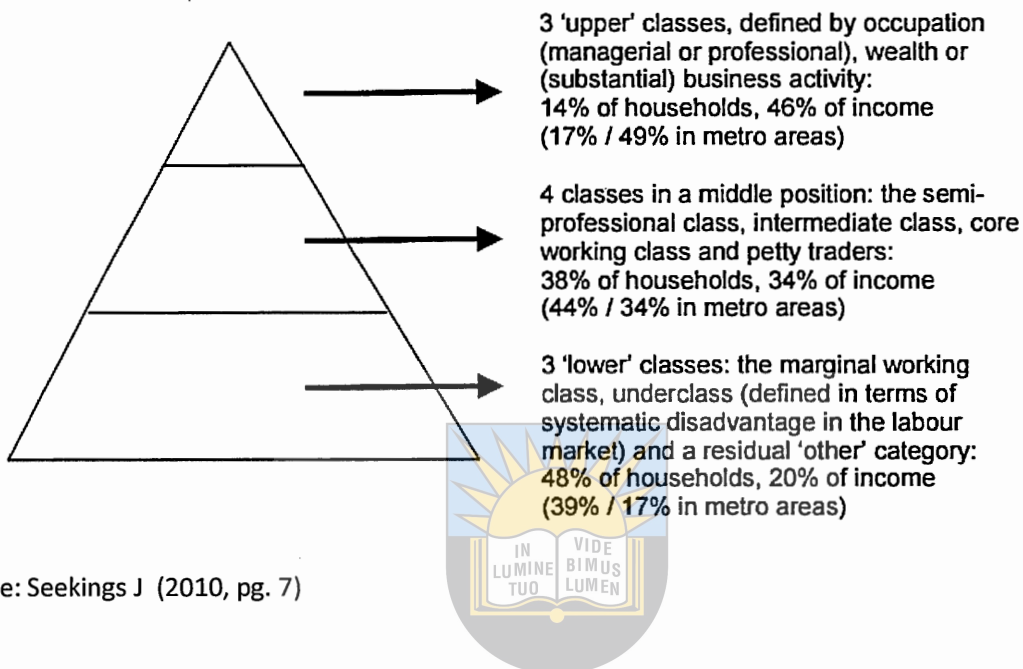 3 'upper' classes, defined by occupation
(managerial or professional), wealth or
(substantial) business activity:
14% of households, 46% of income
(17% / 49% in metro areas)
4 classes in a middle position: the semi-
professional class, intermediate class, core
working class and petty traders:
38% of households, 34% of income
(44% / 34% in metro areas)
3 'lower' classes: the marginal working
class, underclass (defined in terms of
systematic disadvantage in the labour
market) and a residual 'other' category:
48% of households, 20% of income
(39% / 17% in metro areas)
IN
LUMINE
TUO
VIDE
BIMUS
LUMEN
e: Seekings J (2010, pg. 7)